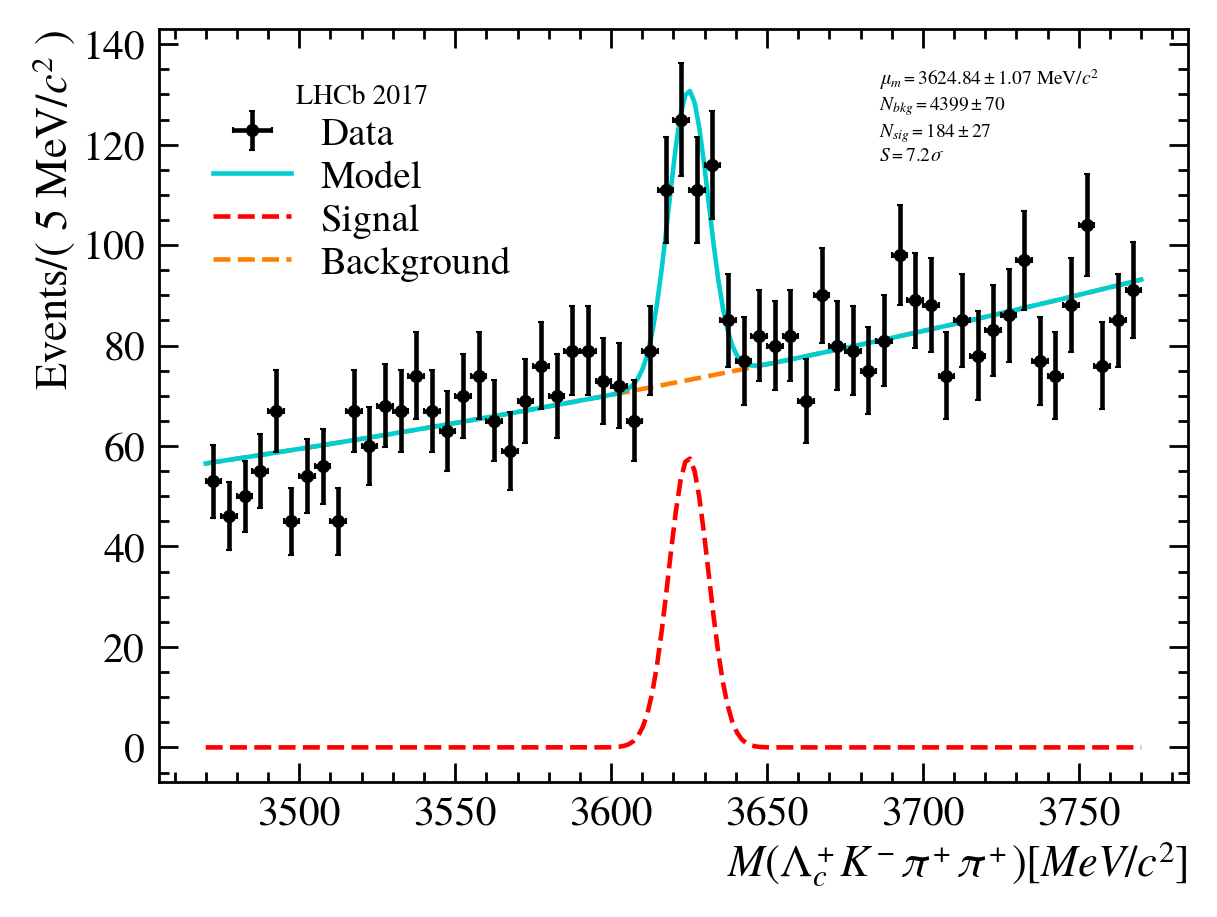 Events/( 5 MeV/c² )
140
120
100
80
60
40
20
0
LHCb 2017
Data
Model
Signal
Background
μₘ = 3624.84 ± 1.07 MeV/c²
N_bkg = 4399 ± 70
N_sig = 184 ± 27
S = 7.2σ
3500 3550 3600 3650 3700 3750
M(Λ_c⁺K⁻π⁺π⁺)[MeV/c²]